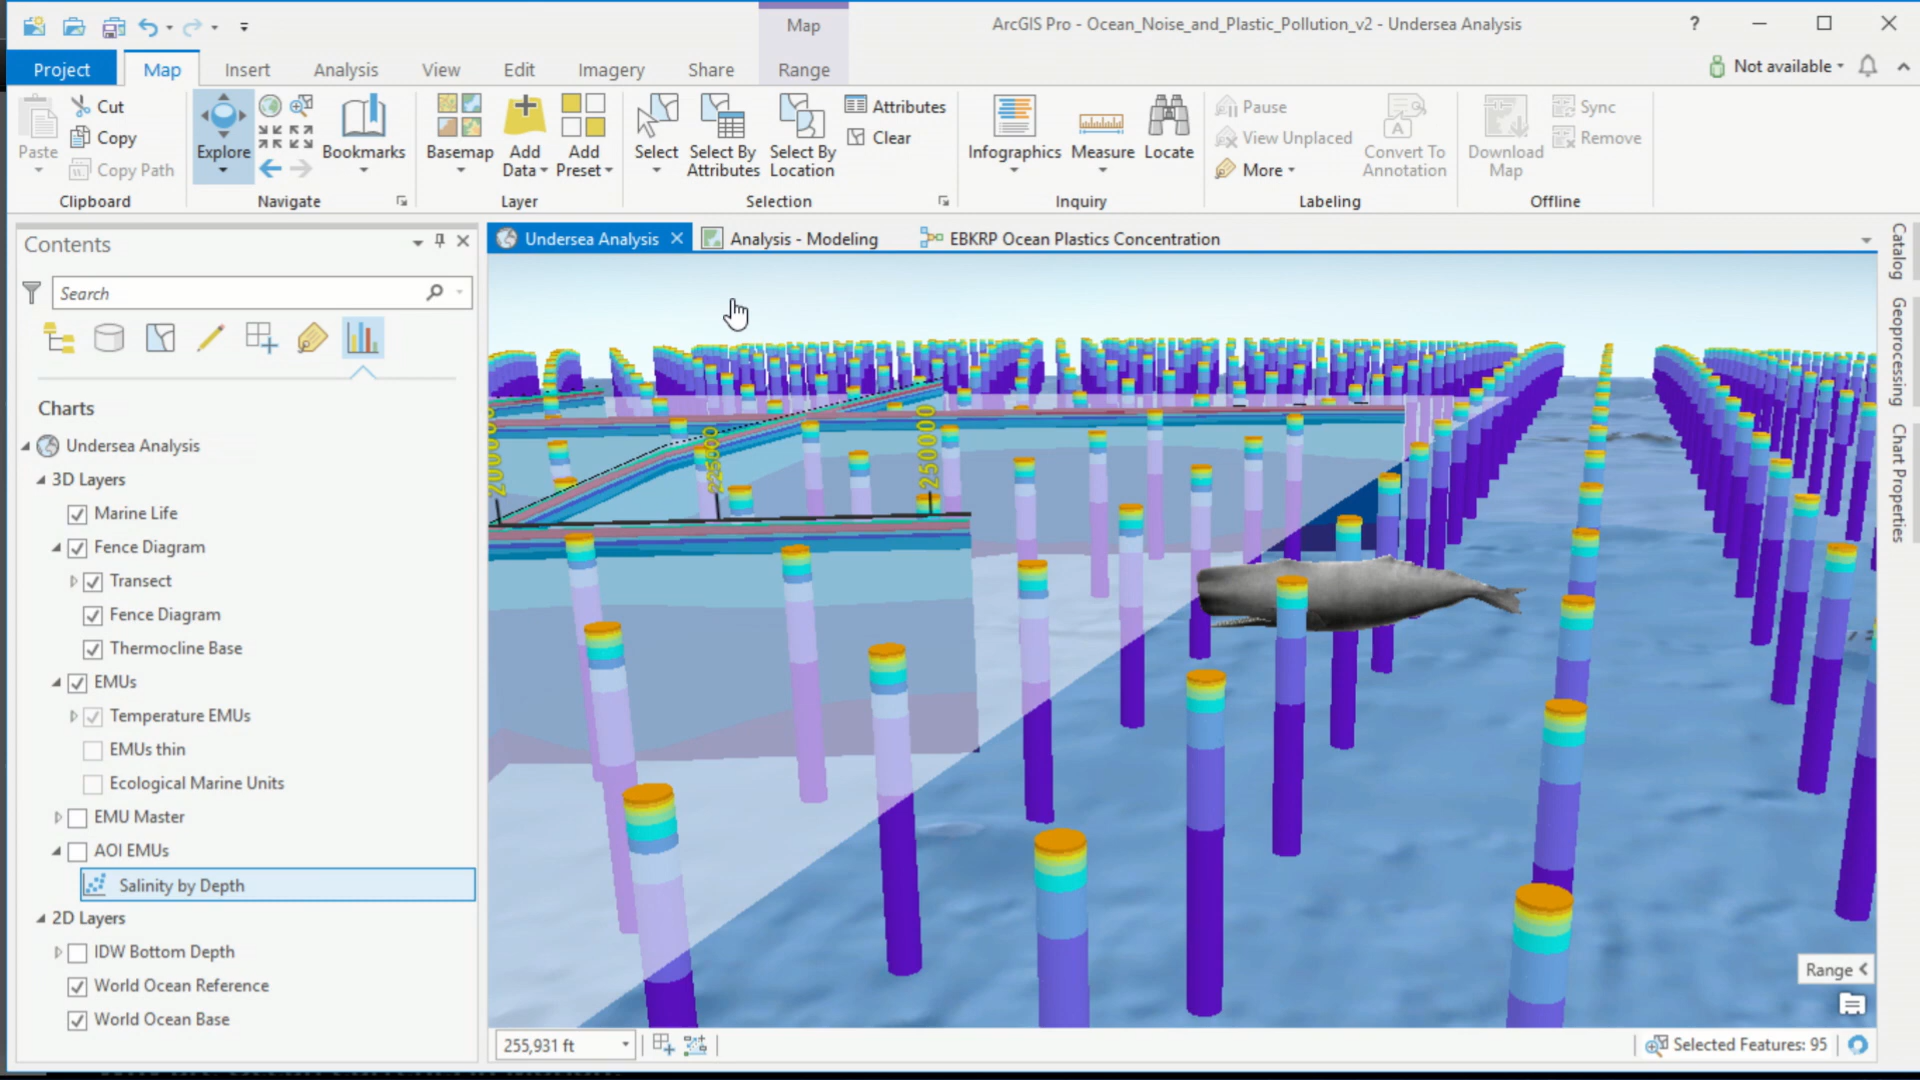 Map
ArcGIS Pro - Ocean_Noise_and_Plastic_Pollution_v2 - Undersea Analysis
?
Project
Map
Insert
Analysis
View
Edit
Imagery
Share
Range
Not available
Paste
Cut
Copy
Copy Path
Clipboard
Explore
Bookmarks
Navigate
Basemap
Add
Data
Add
Preset
Layer
Select
Select By
Attributes
Select By
Location
Attributes
Clear
Selection
Infographics
Measure
Locate
Inquiry
Pause
View Unplaced
More
Convert To
Annotation
Labeling
Download
Map
Sync
Remove
Offline
Contents
Search
Charts
Undersea Analysis
3D Layers
Marine Life
Fence Diagram
Transect
Fence Diagram
Thermocline Base
EMUs
Temperature EMUs
EMUs thin
Ecological Marine Units
EMU Master
AOI EMUs
Salinity by Depth
2D Layers
IDW Bottom Depth
World Ocean Reference
World Ocean Base
Undersea Analysis
Analysis - Modeling
EBKRP Ocean Plastics Concentration
200000
225000
250000
Range
255,931 ft
Selected Features: 95
Catalog
Geoprocessing
Chart Properties